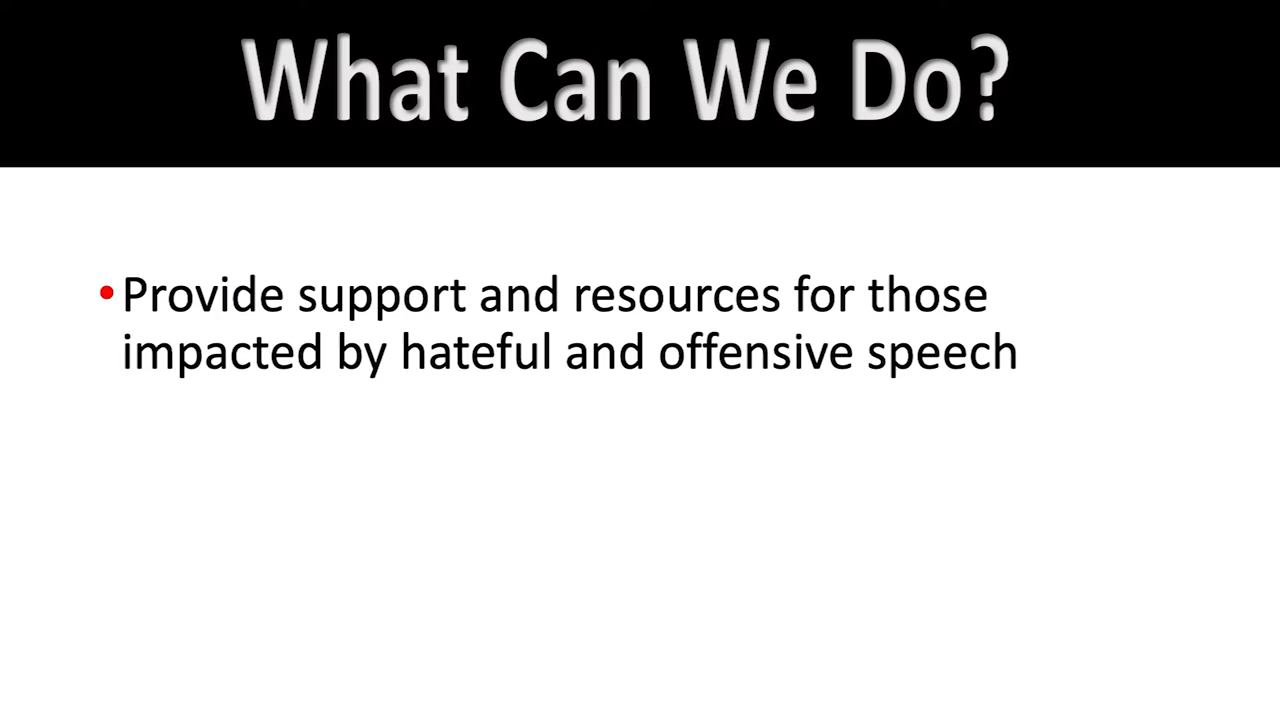 What Can We Do?
•Provide support and resources for those
impacted by hateful and offensive speech